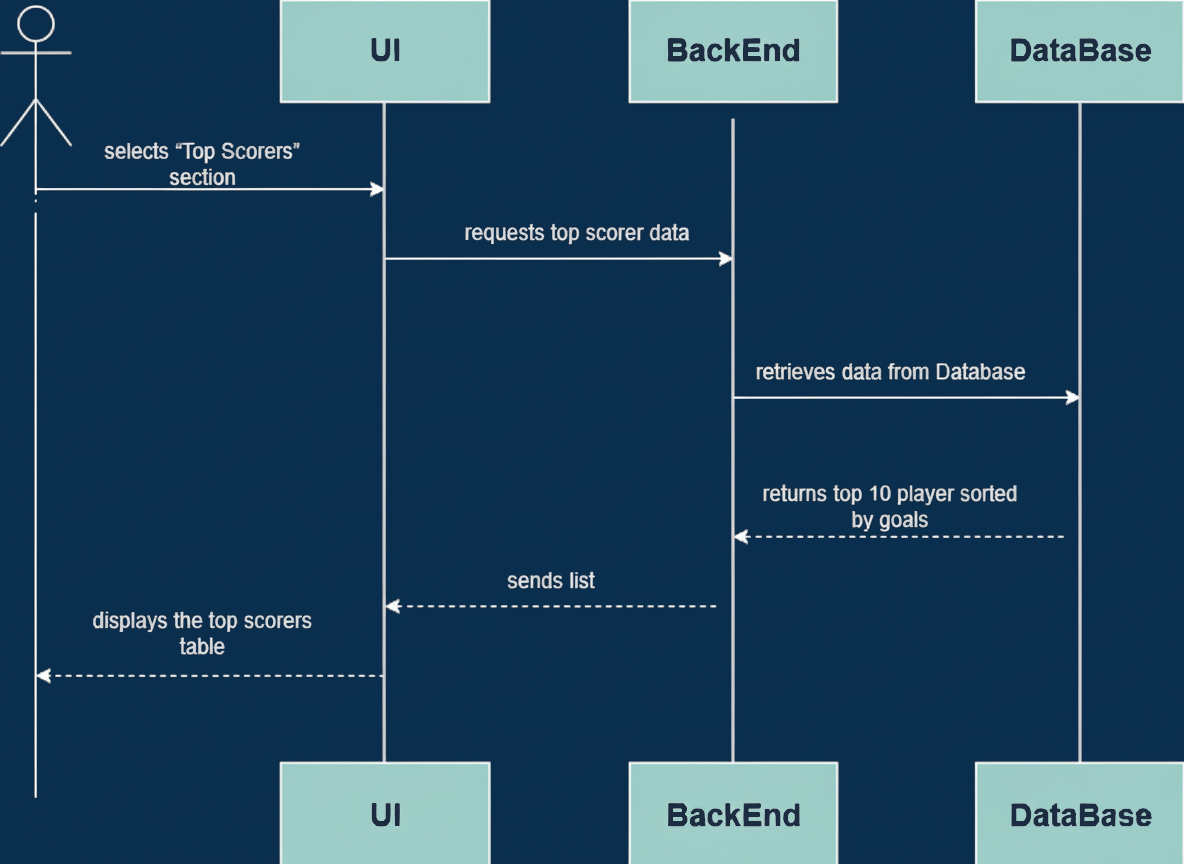 UI
BackEnd
DataBase
selects “Top Scorers”
section
requests top scorer data
retrieves data from Database
returns top 10 player sorted
by goals
sends list
displays the top scorers
table
UI
BackEnd
DataBase